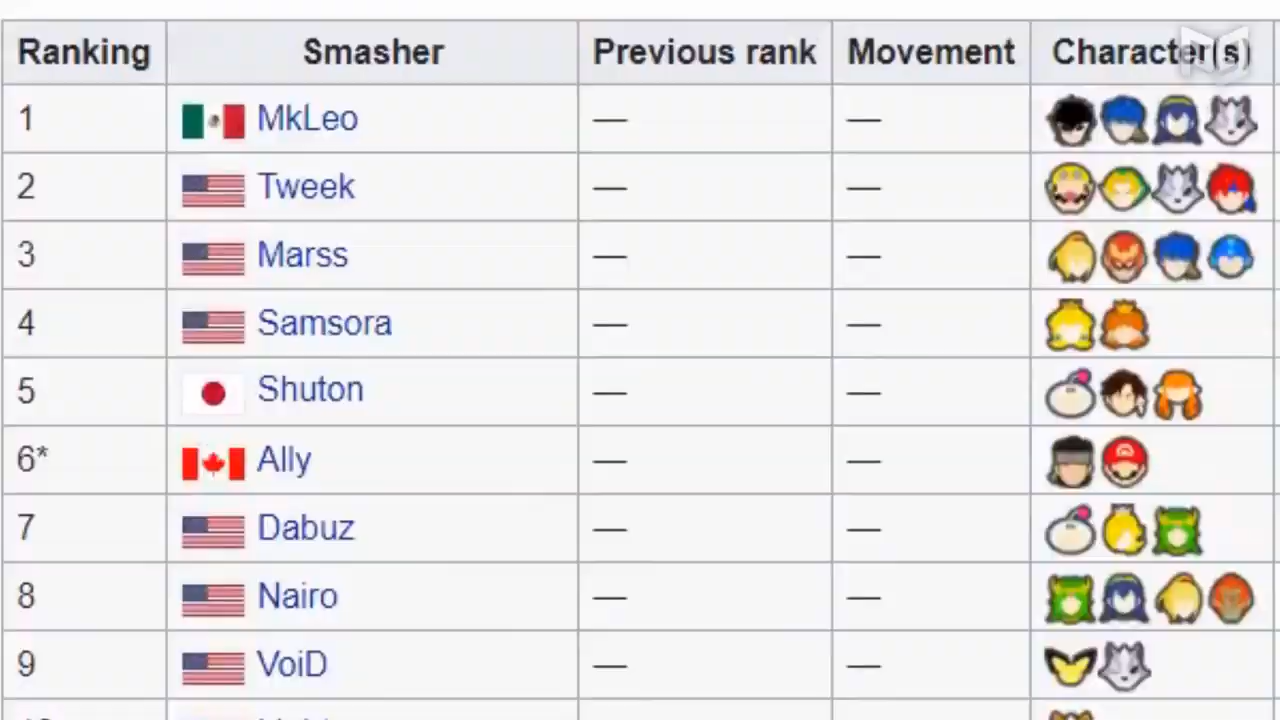 Ranking Smasher Previous rank Movement Character(s)
1 MkLeo — —
2 Tweek — —
3 Marss — —
4 Samsora — —
5 Shuton — —
6* Ally — —
7 Dabuz — —
8 Nairo — —
9 VoiD — —